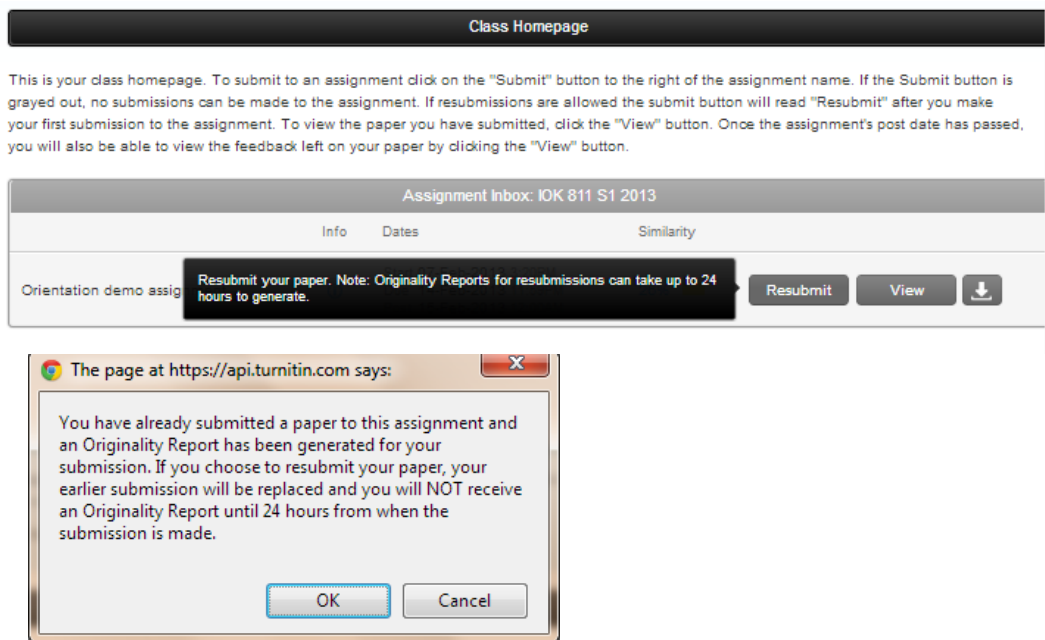 Class Homepage
This is your class homepage. To submit to an assignment click on the "Submit" button to the right of the assignment name. If the Submit button is
grayed out, no submissions can be made to the assignment. If resubmissions are allowed the submit button will read "Resubmit" after you make
your first submission to the assignment. To view the paper you have submitted, click the "View" button. Once the assignment's post date has passed,
you will also be able to view the feedback left on your paper by clicking the "View" button.
Assignment Inbox: IOK 811 S1 2013
Info Dates Similarity
Orientation demo assig
Resubmit your paper. Note: Originality Reports for resubmissions can take up to 24
hours to generate.
Resubmit View
The page at https://api.turnitin.com says:
You have already submitted a paper to this assignment and
an Originality Report has been generated for your
submission. If you choose to resubmit your paper, your
earlier submission will be replaced and you will NOT receive
an Originality Report until 24 hours from when the
submission is made.
OK Cancel